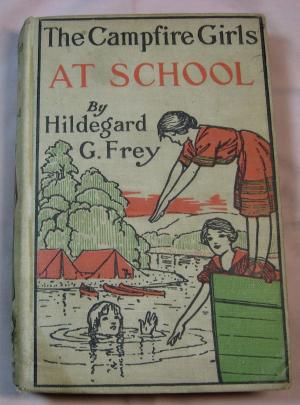 The Campfire Girls
AT SCHOOL
By
Hildegard
G. Frey